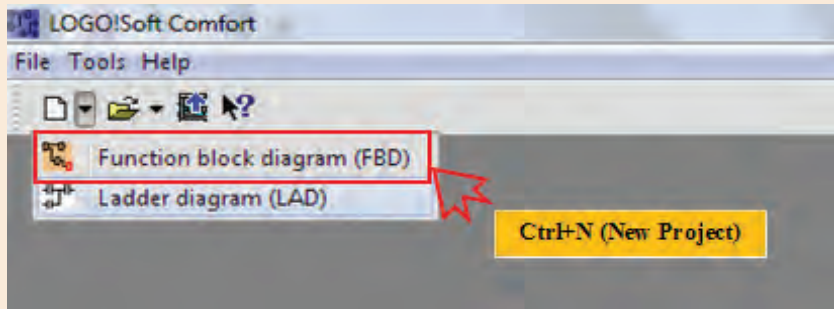 LOGO!Soft Comfort
File Tools Help
Function block diagram (FBD)
Ladder diagram (LAD)
Ctrl+N (New Project)